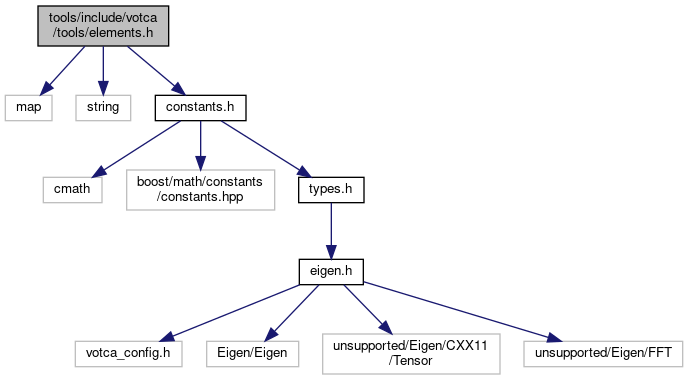 tools/include/votca
/tools/elements.h
map
string
constants.h
cmath
boost/math/constants
/constants.hpp
types.h
eigen.h
votca_config.h
Eigen/Eigen
unsupported/Eigen/CXX11
/Tensor
unsupported/Eigen/FFT